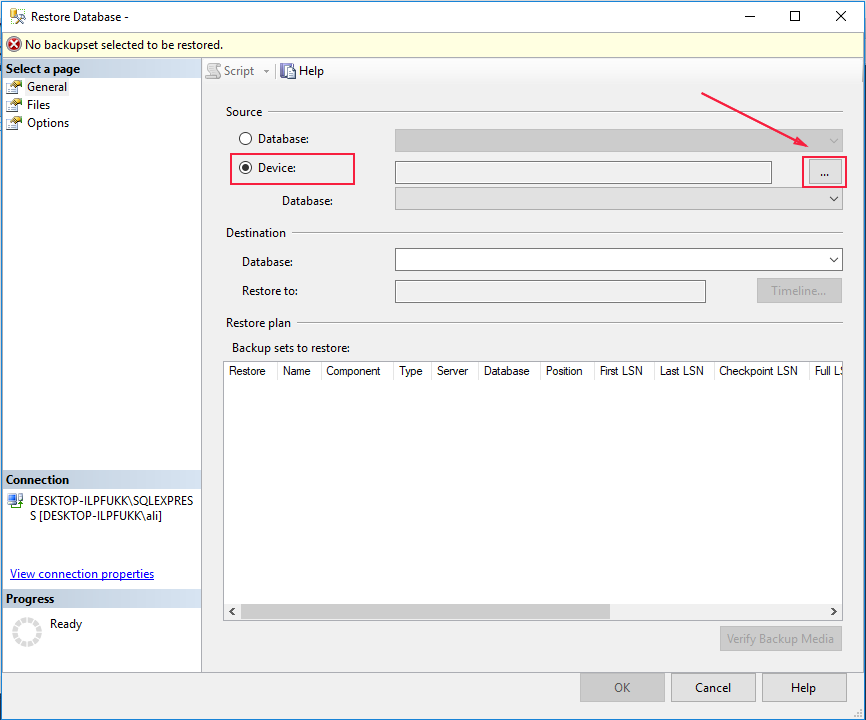 Restore Database -
No backupset selected to be restored.
Select a page
General
Files
Options
Script
Help
Source
Database:
Device:
...
Database:
Destination
Database:
Restore to:
Timeline...
Restore plan
Backup sets to restore:
Restore Name Component Type Server Database Position First LSN Last LSN Checkpoint LSN Full LS
Connection
DESKTOP-ILPFUKK\SQLEXPRES
S [DESKTOP-ILPFUKK\ali]
View connection properties
Progress
Ready
Verify Backup Media
OK Cancel Help